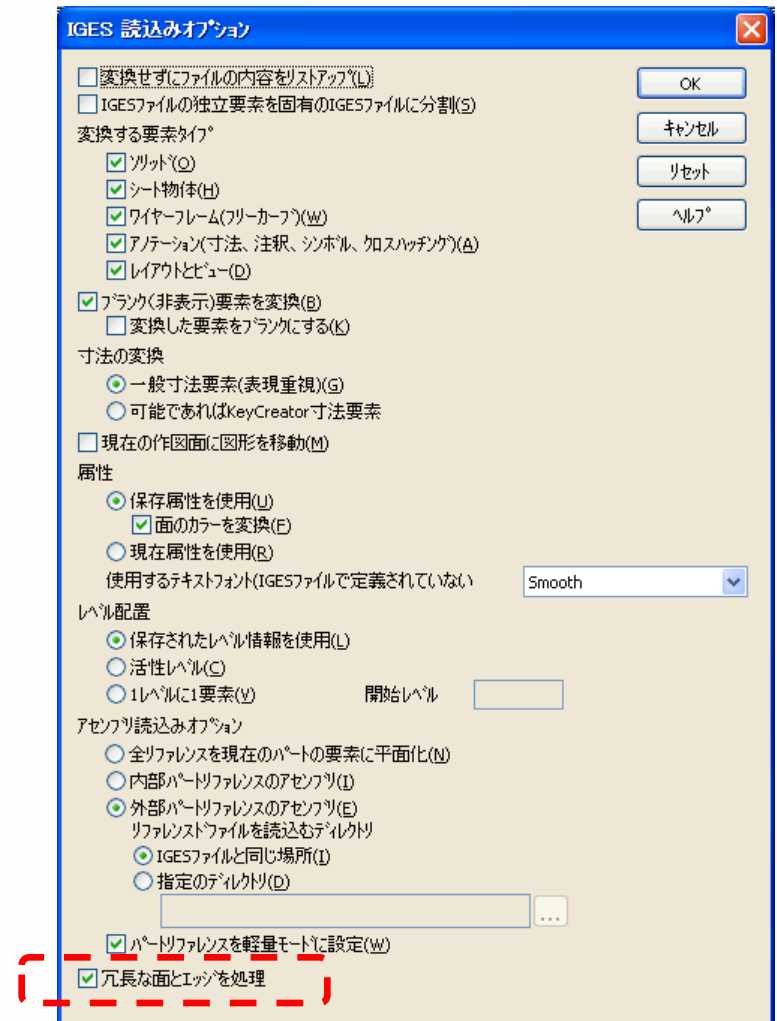 IGES 読込みオプション
変換せずにファイルの内容をリストアップ(L)
OK
IGESファイルの独立要素を固有のIGESファイルに分割(S)
キャンセル
変換する要素タイプ
ソリッド(O)
リセット
シート物体(H)
ワイヤーフレーム(フリーカーブ)(W)
ヘルプ
アノテーション(寸法、注釈、シンボル、クロスハッチング)(A)
レイアウトとビュー(D)
ブランク(非表示)要素を変換(B)
変換した要素をブランクにする(K)
寸法の変換
一般寸法要素(表現重視)(G)
可能であればKeyCreator寸法要素
現在の作図面に図形を移動(M)
属性
保存属性を使用(U)
面のカラーを変換(F)
現在属性を使用(R)
使用するテキストフォント(IGESファイルで定義されていない Smooth
レベル配置
保存されたレベル情報を使用(L)
活性レベル(C)
1レベルに1要素(V) 開始レベル
アセンブリ読込みオプション
全リファレンスを現在のパートの要素に平面化(N)
内部パートリファレンスのアセンブリ(I)
外部パートリファレンスのアセンブリ(E)
リファレンスドファイルを読込むディレクトリ
IGESファイルと同じ場所(I)
指定のディレクトリ(D)
...
パートリファレンスを軽量モードに設定(W)
冗長な面とエッジを処理